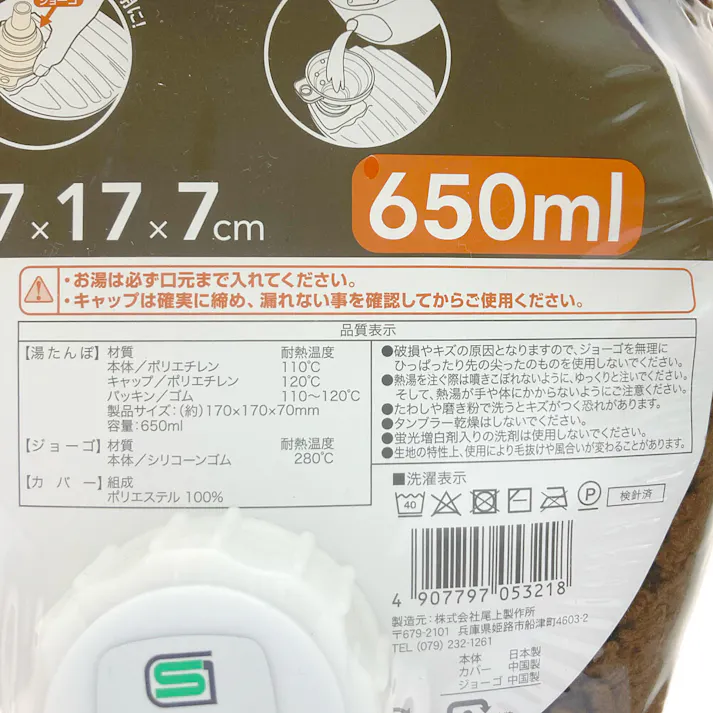 ジョーゴ
に!
7×17×7cm
650ml
・お湯は必ず口元まで入れてください。
・キャップは確実に締め、漏れない事を確認してからご使用ください。
品質表示
【湯たんぽ】材質 耐熱温度
本体／ポリエチレン 110℃
キャップ／ポリエチレン 120℃
パッキン／ゴム 110〜120℃
製品サイズ：(約)170×170×70mm
容量：650ml
【ジョーゴ】材質 耐熱温度
本体／シリコーンゴム 280℃
【カバー】組成
ポリエステル 100%
●破損やキズの原因となりますので、ジョーゴを無理に
ひっぱったり先の尖ったものを使用しないでください。
●熱湯を注ぐ際は噴きこぼれないように、ゆっくりと注いでください。
そして、熱湯が手や体にかからないようにご注意ください。
●たわしや磨き粉で洗うとキズがつく恐れがあります。
●タンブラー乾燥はしないでください。
●蛍光増白剤入りの洗剤は使用しないでください。
●生地の特性上、使用により毛抜けや風合いが変わることがあります。
■洗濯表示
40
P
検針済
4 907797 053218
製造元：株式会社尾上製作所
〒679-2101 兵庫県姫路市船津町4603-2
TEL (079) 232-1261
本体 日本製
カバー 中国製
ジョーゴ 中国製